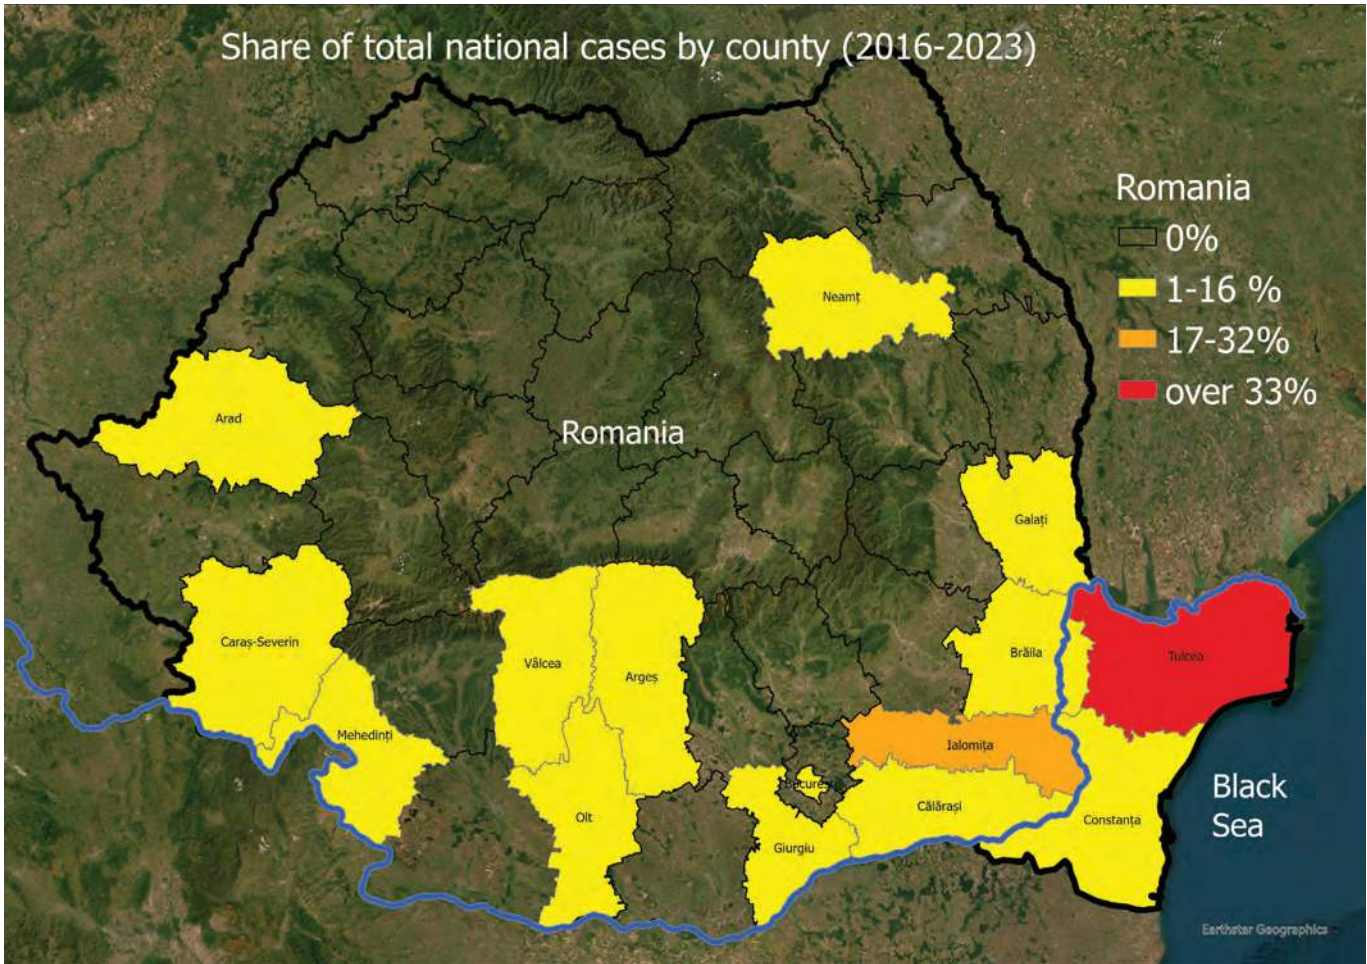 Share of total national cases by county (2016-2023)
Romania
0%
1-16 %
17-32%
over 33%
Neamț
Arad
Romania
Galați
Caraș-Severin
Vâlcea
Argeș
Brăila
Tulcea
Mehedinți
Ialomița
Olt
Călărași
Constanța
Giurgiu
Black
Sea
Earthstar Geographics